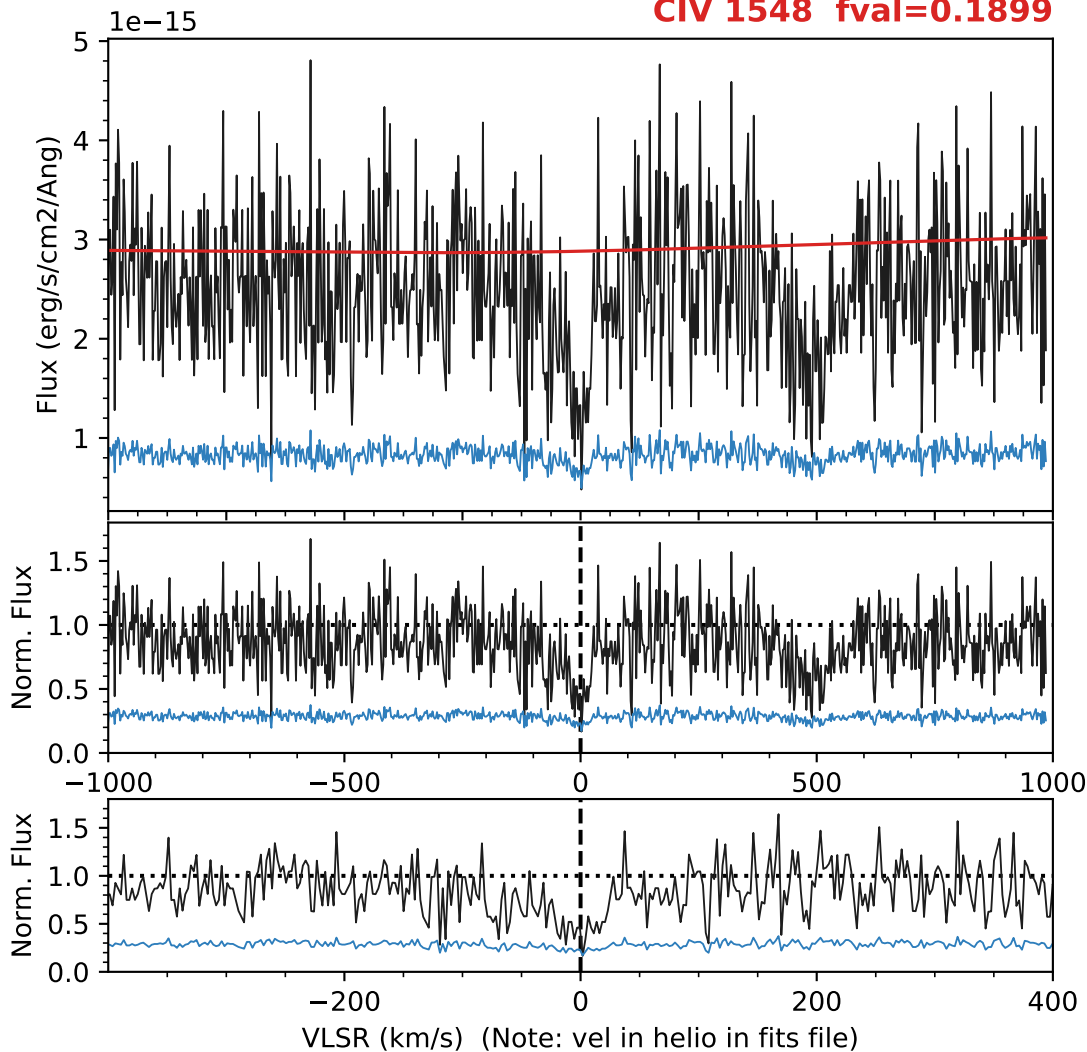 CIV 1548 fval=0.1899
1e−15
5
4
3
2
1
Flux (erg/s/cm2/Ang)
1.5
1.0
0.5
0.0
Norm. Flux
−1000 −500 0 500 1000
1.5
1.0
0.5
0.0
Norm. Flux
−200 0 200 400
VLSR (km/s) (Note: vel in helio in fits file)